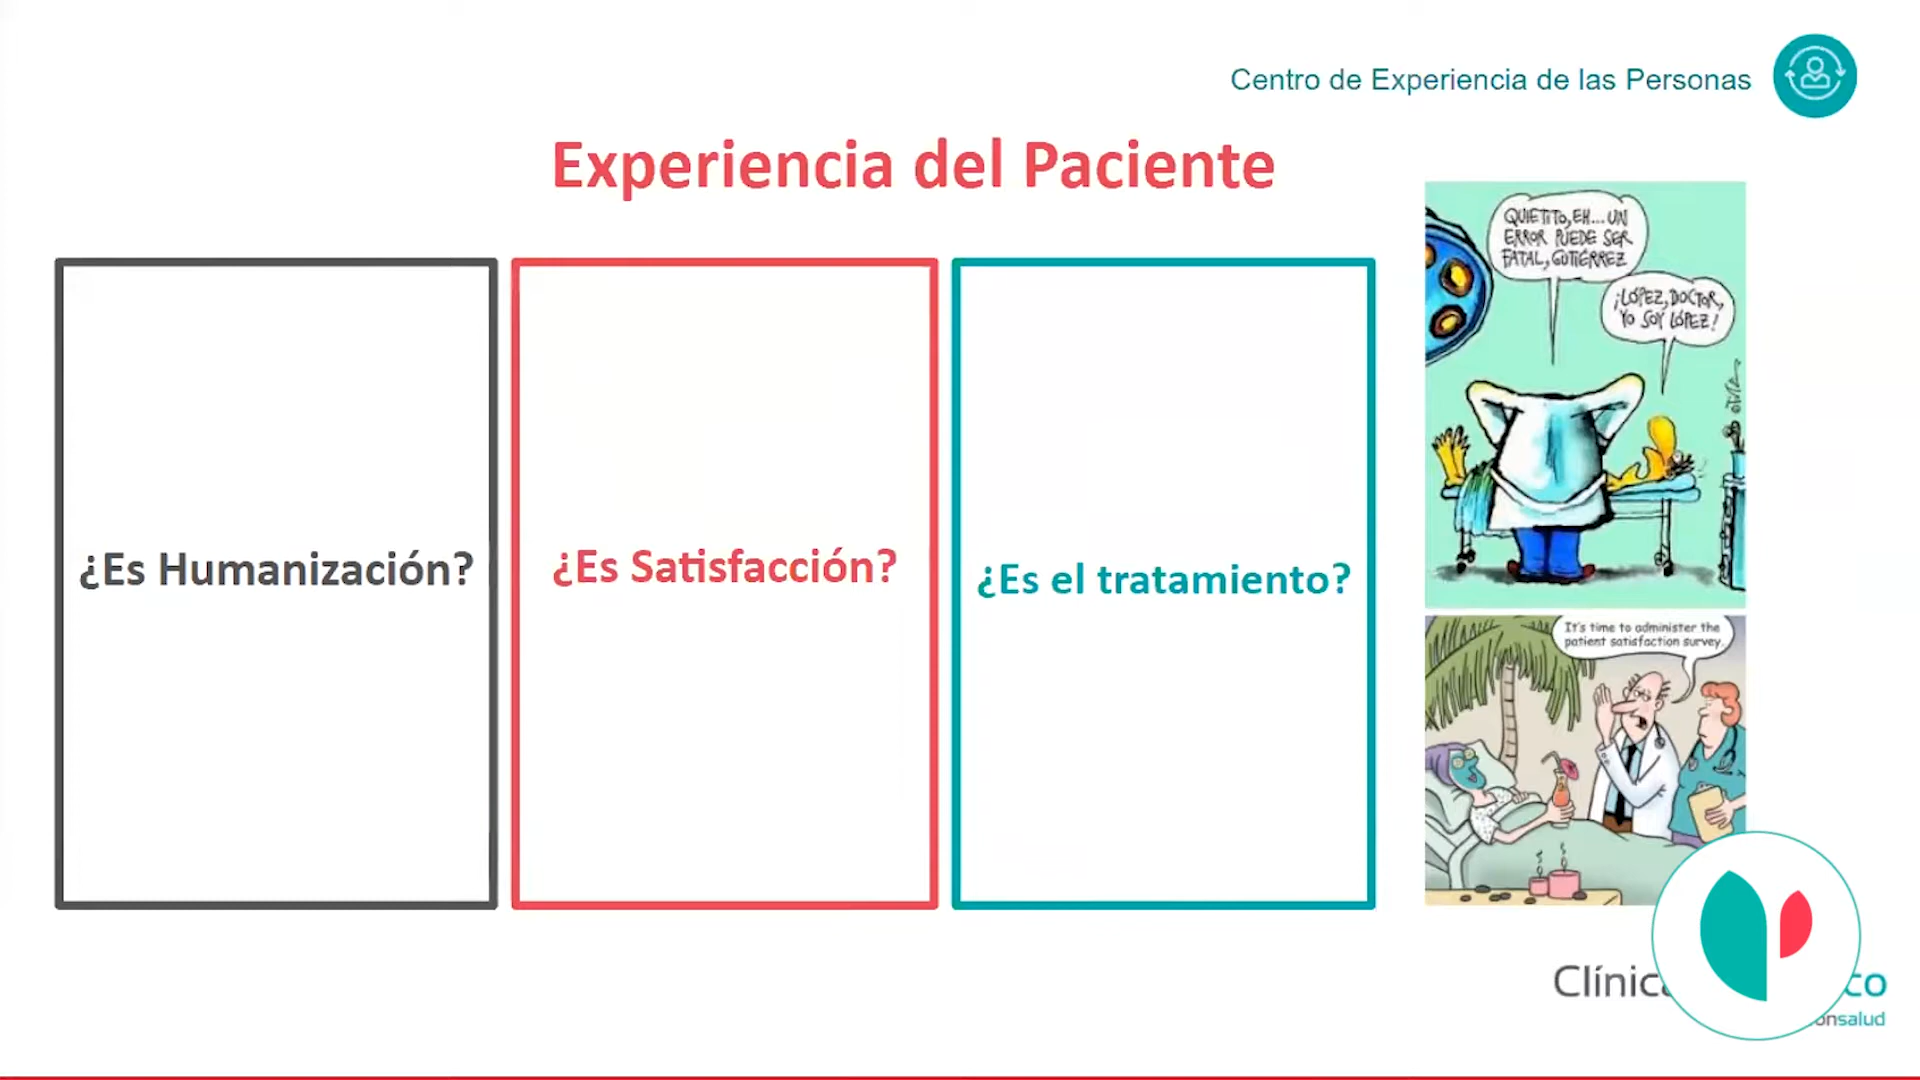 Centro de Experiencia de las Personas
Experiencia del Paciente
¿Es Humanización?
¿Es Satisfacción?
¿Es el tratamiento?
QUIETITO, EH... UN
ERROR PUEDE SER
FATAL, GUTIÉRREZ
¡LÓPEZ, DOCTOR,
YO SOY LÓPEZ!
It's time to administer the
patient satisfaction survey.
Clínica
co
onsalud